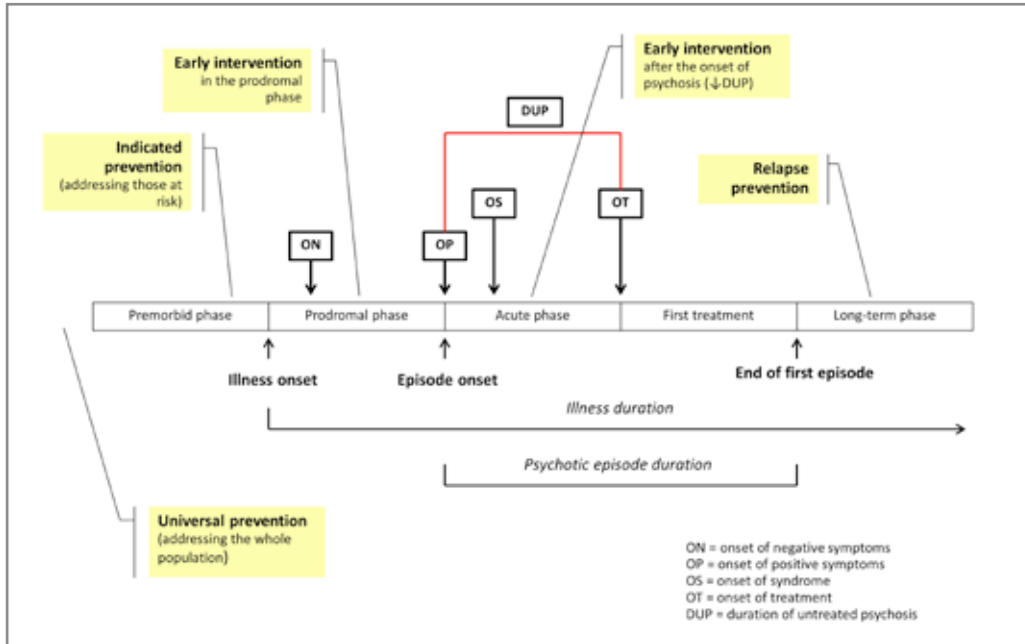 Early intervention
in the prodromal
phase
Early intervention
after the onset of
psychosis (↓DUP)
DUP
Indicated
prevention
(addressing those at
risk)
Relapse
prevention
OS
OT
ON
OP
Premorbid phase
Prodromal phase
Acute phase
First treatment
Long-term phase
Illness onset
Episode onset
End of first episode
Illness duration
Psychotic episode duration
Universal prevention
(addressing the whole
population)
ON = onset of negative symptoms
OP = onset of positive symptoms
OS = onset of syndrome
OT = onset of treatment
DUP = duration of untreated psychosis